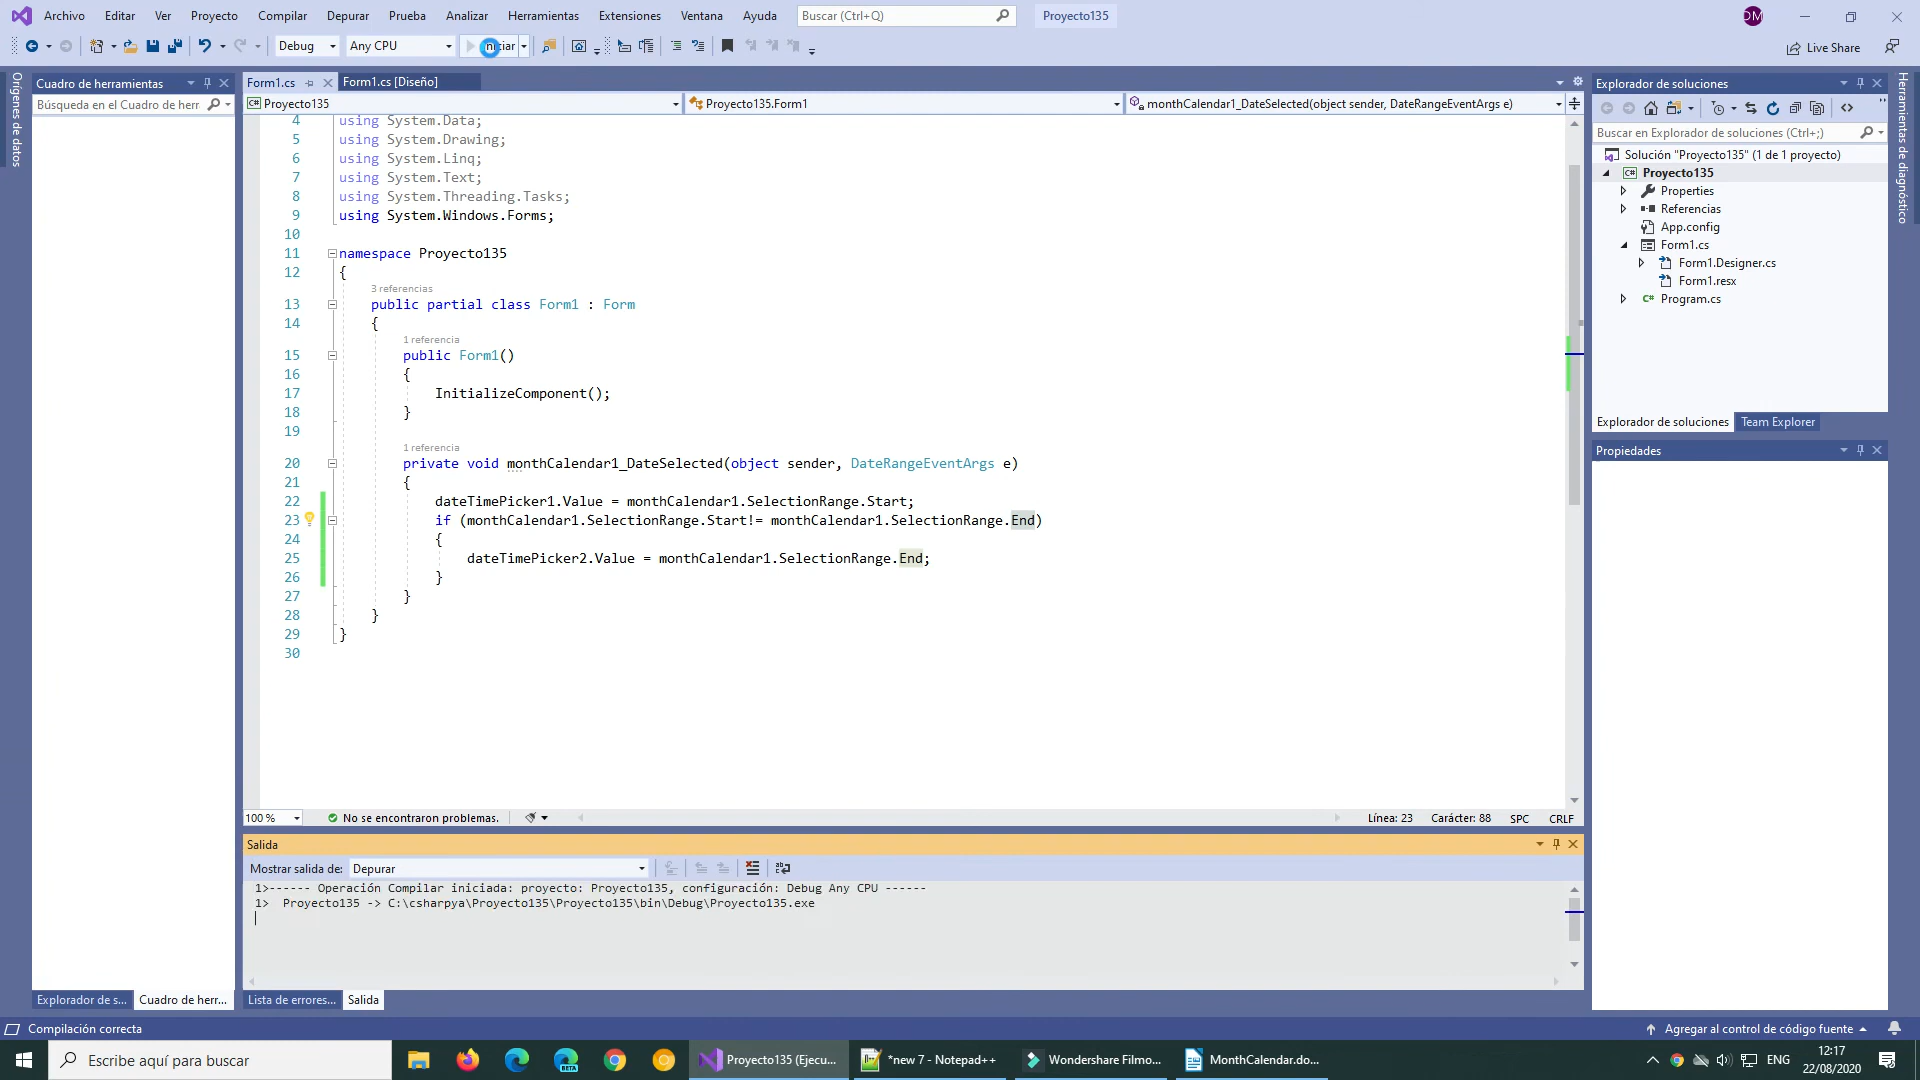 Archivo Editar Ver Proyecto Compilar Depurar Prueba Analizar Herramientas Extensiones Ventana Ayuda Buscar (Ctrl+Q) Proyecto135 DM
Debug Any CPU Live Share
Orígenes de datos
Cuadro de herramientas
Búsqueda en el Cuadro de herr
Form1.cs Form1.cs [Diseño]
Proyecto135 Proyecto135.Form1 monthCalendar1_DateSelected(object sender, DateRangeEventArgs e)
4 using System.Data;
5 using System.Drawing;
6 using System.Linq;
7 using System.Text;
8 using System.Threading.Tasks;
9 using System.Windows.Forms;
10
11 namespace Proyecto135
12 {
3 referencias
13 public partial class Form1 : Form
14 {
1 referencia
15 public Form1()
16 {
17 InitializeComponent();
18 }
19
1 referencia
20 private void monthCalendar1_DateSelected(object sender, DateRangeEventArgs e)
21 {
22 dateTimePicker1.Value = monthCalendar1.SelectionRange.Start;
23 if (monthCalendar1.SelectionRange.Start!= monthCalendar1.SelectionRange.End)
24 {
25 dateTimePicker2.Value = monthCalendar1.SelectionRange.End;
26 }
27 }
28 }
29 }
30
100 % No se encontraron problemas. Línea: 23 Carácter: 88 SPC CRLF
Salida
Mostrar salida de: Depurar
1>------ Operación Compilar iniciada: proyecto: Proyecto135, configuración: Debug Any CPU ------
1> Proyecto135 -> C:\csharpya\Proyecto135\Proyecto135\bin\Debug\Proyecto135.exe
Explorador de s... Cuadro de herr... Lista de errores... Salida
Explorador de soluciones
Buscar en Explorador de soluciones (Ctrl+;)
Solución "Proyecto135" (1 de 1 proyecto)
Proyecto135
Properties
Referencias
App.config
Form1.cs
Form1.Designer.cs
Form1.resx
Program.cs
Explorador de soluciones Team Explorer
Propiedades
Herramientas de diagnóstico
Compilación correcta Agregar al control de código fuente
Escribe aquí para buscar BETA Proyecto135 (Ejecu... *new 7 - Notepad++ Wondershare Filmo... MonthCalendar.do... ENG 12:17
22/08/2020